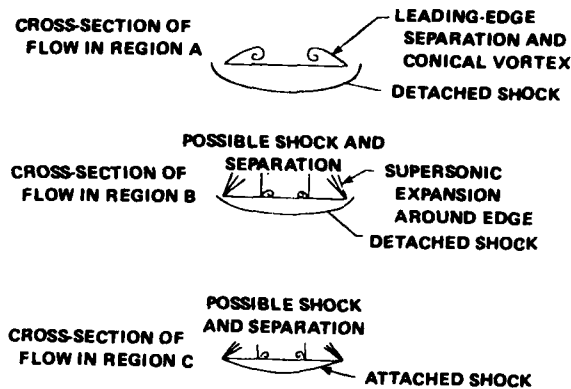 CROSS-SECTION OF
FLOW IN REGION A
LEADING-EDGE
SEPARATION AND
CONICAL VORTEX
DETACHED SHOCK
CROSS-SECTION OF
FLOW IN REGION B
POSSIBLE SHOCK AND
SEPARATION
SUPERSONIC
EXPANSION
AROUND EDGE
DETACHED SHOCK
CROSS-SECTION OF
FLOW IN REGION C
POSSIBLE SHOCK
AND SEPARATION
ATTACHED SHOCK